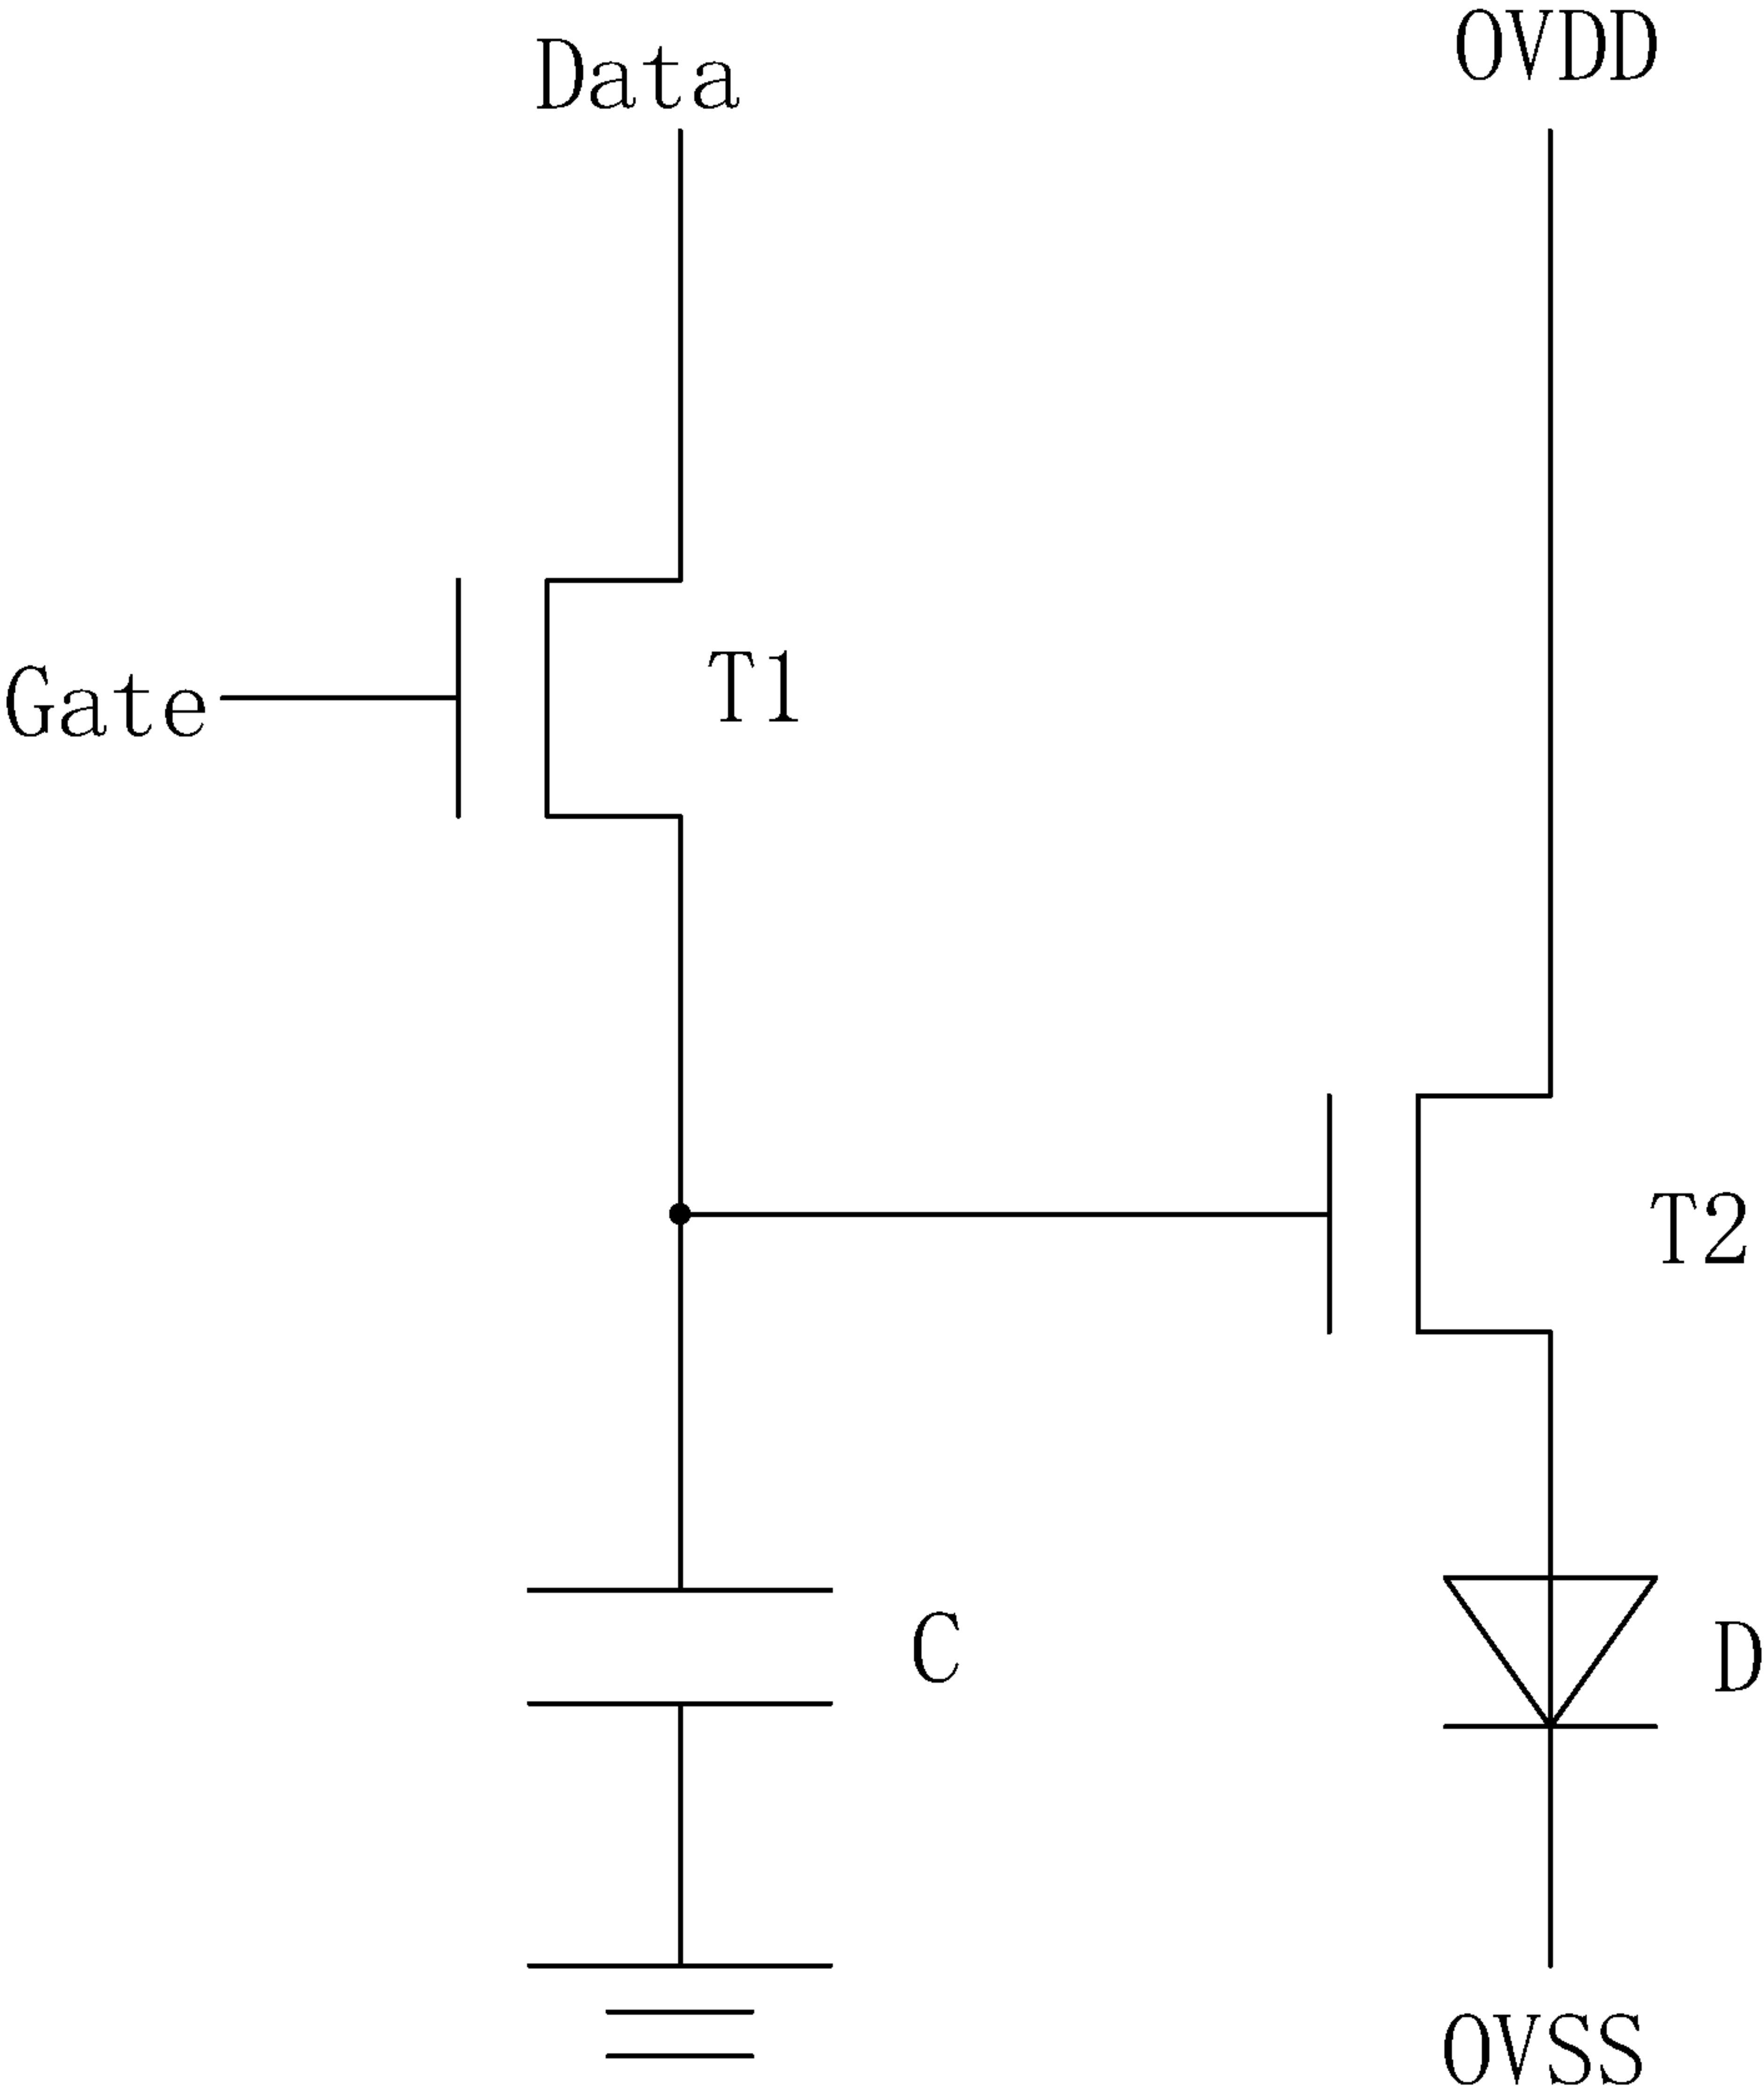 Data
OVDD
Gate
T1
T2
C
D
OVSS